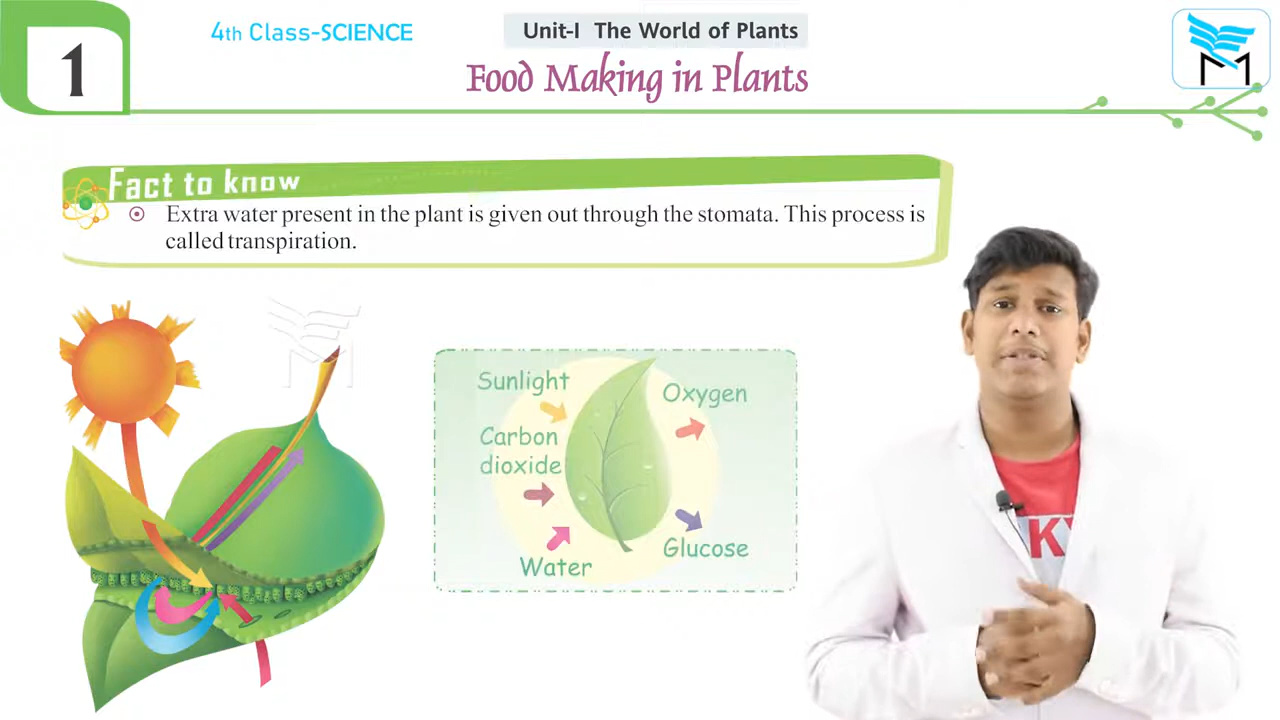 1
4th Class-SCIENCE
Unit-I The World of Plants
Food Making in Plants
M
Fact to know
Extra water present in the plant is given out through the stomata. This process is
called transpiration.
M
Sunlight
Oxygen
Carbon
dioxide
Water
Glucose
KY